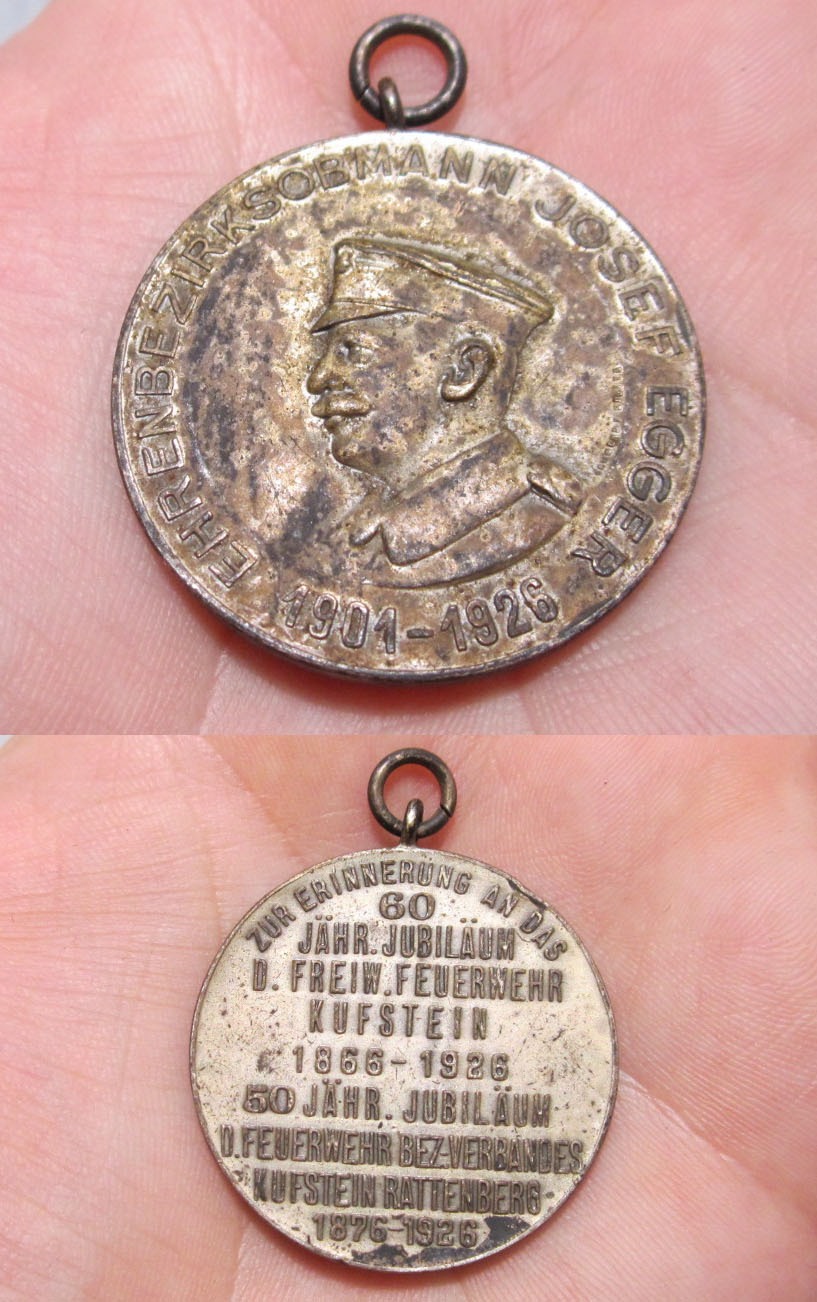 EHRENBEZIRKSOBMANN JOSEF EGGER
1901-1926
ZUR ERINNERUNG AN DAS
60
JÄHR. JUBILÄUM
D. FREIW. FEUERWEHR
KUFSTEIN
1866-1926
50 JÄHR. JUBILÄUM
D. FEUERWEHR BEZ-VERBANDES
KUFSTEIN RATTENBERG
1876-1926